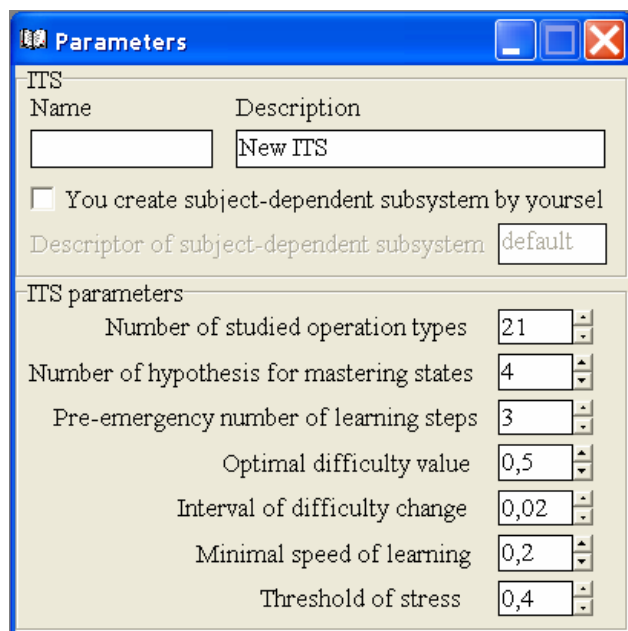 Parameters
ITS
Name Description
New ITS
You create subject-dependent subsystem by yoursel
Descriptor of subject-dependent subsystem default
ITS parameters
Number of studied operation types 21
Number of hypothesis for mastering states 4
Pre-emergency number of learning steps 3
Optimal difficulty value 0,5
Interval of difficulty change 0,02
Minimal speed of learning 0,2
Threshold of stress 0,4